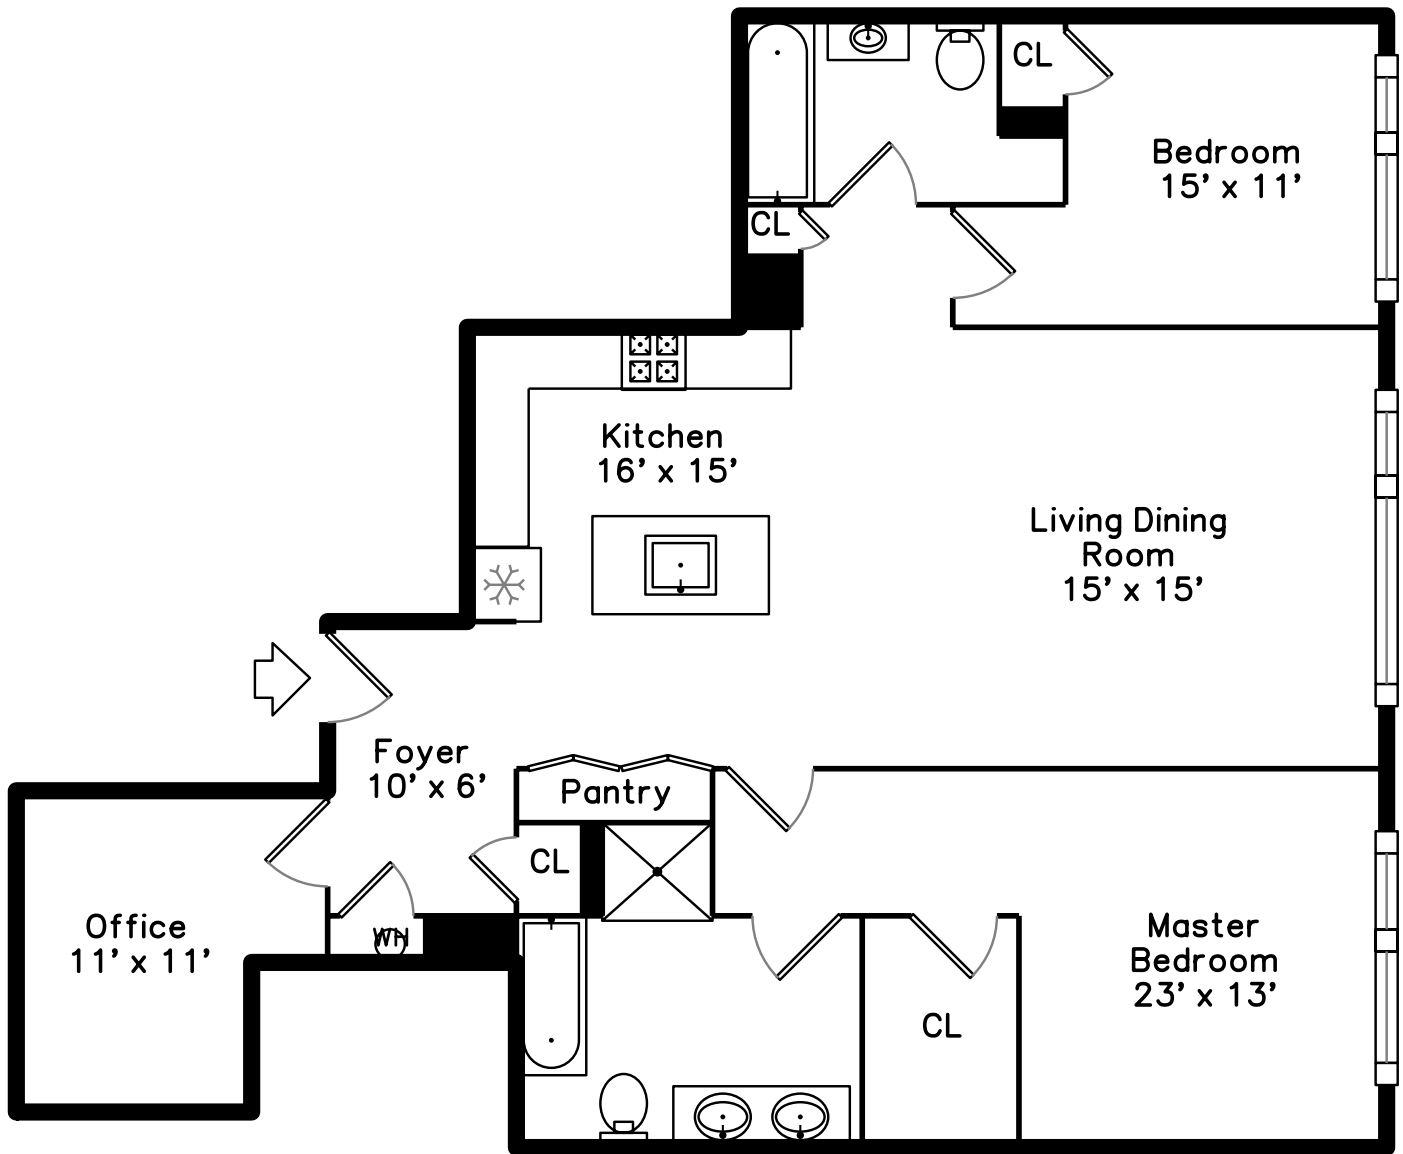 CL
Bedroom
15’ x 11’
CL
Kitchen
16’ x 15’
Living Dining
Room
15’ x 15’
Foyer
10’ x 6’
Pantry
CL
Office
11’ x 11’
WH
Master
Bedroom
23’ x 13’
CL